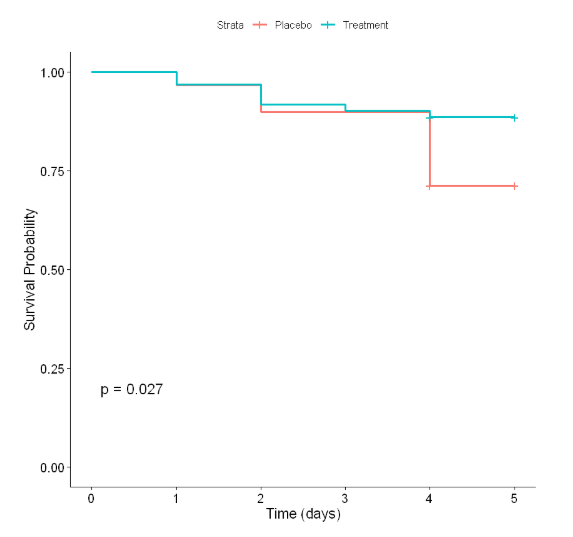 Strata Placebo Treatment
1.00
0.75
Survival Probability
0.50
0.25
p = 0.027
0.00
0 1 2 3 4 5
Time (days)